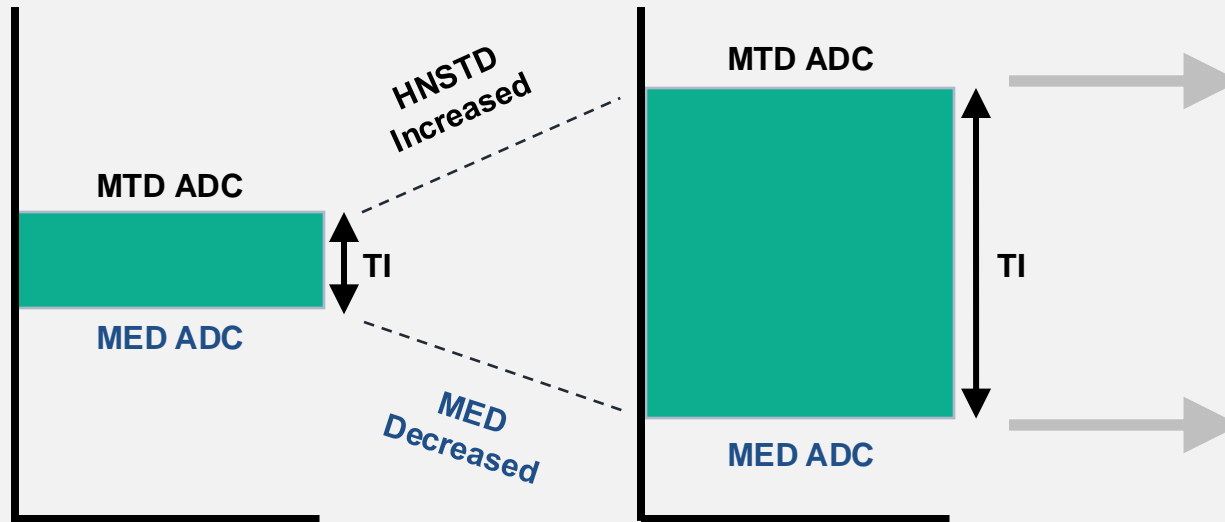 MTD ADC
TI
MED ADC
HNSTD
Increased
MED
Decreased
MTD ADC
TI
MED ADC